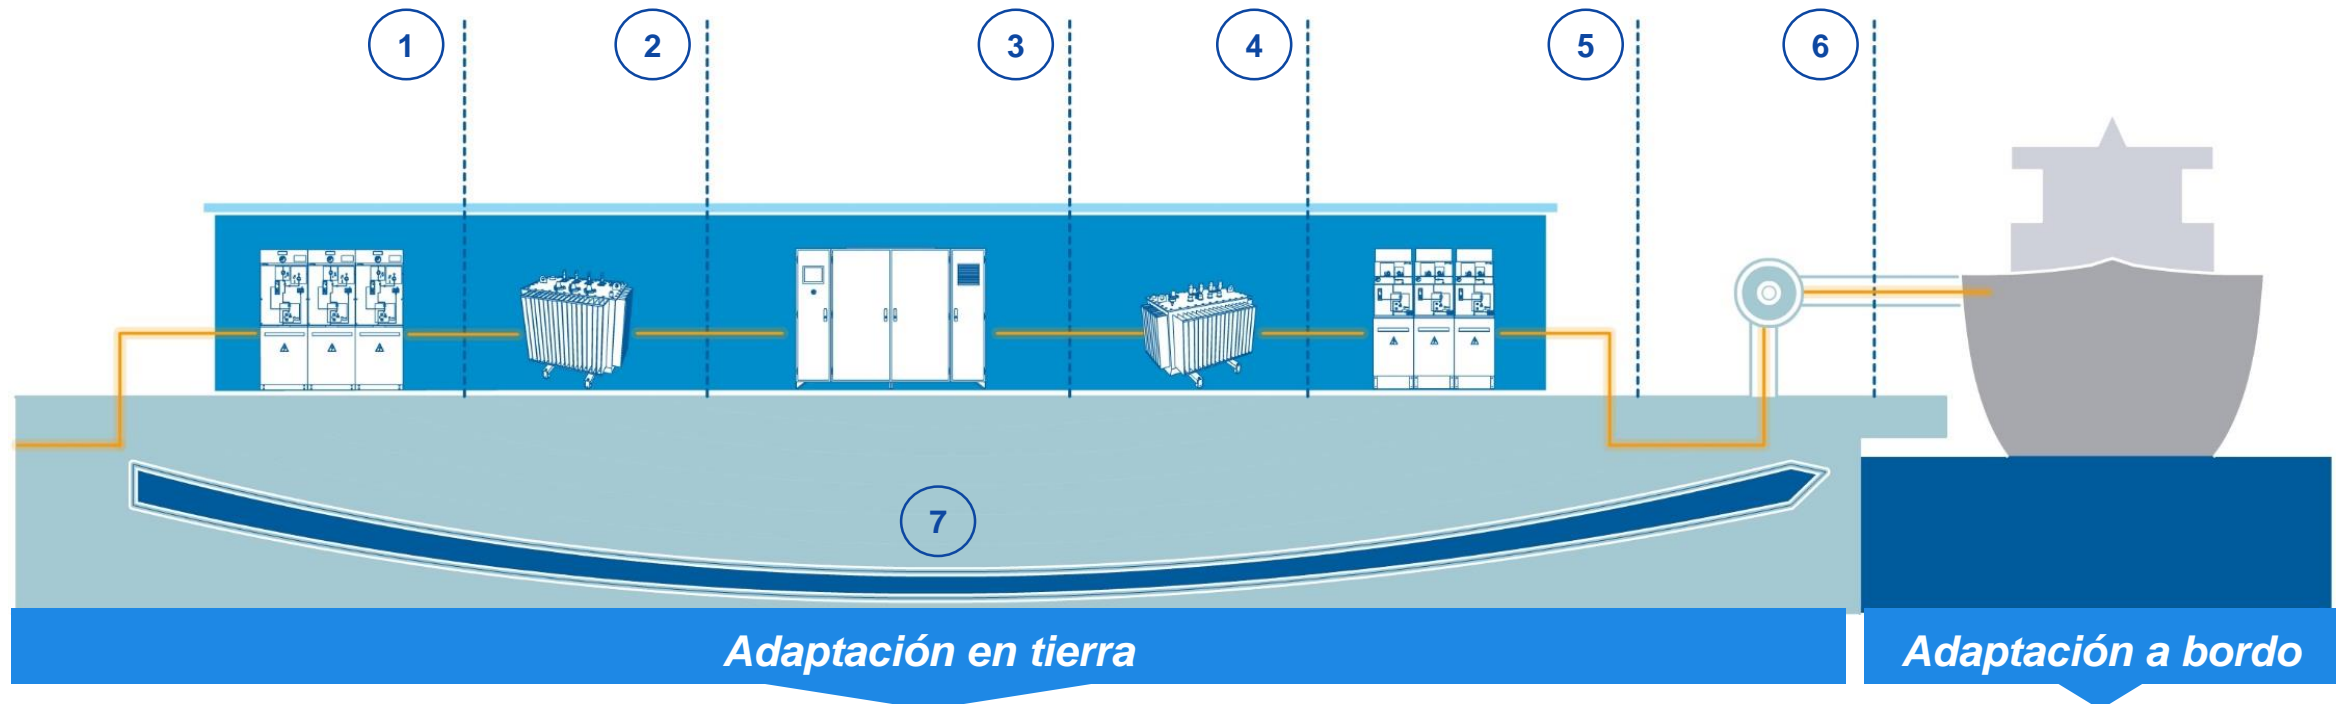 1 2 3 4 5 6
7
Adaptación en tierra
Adaptación a bordo